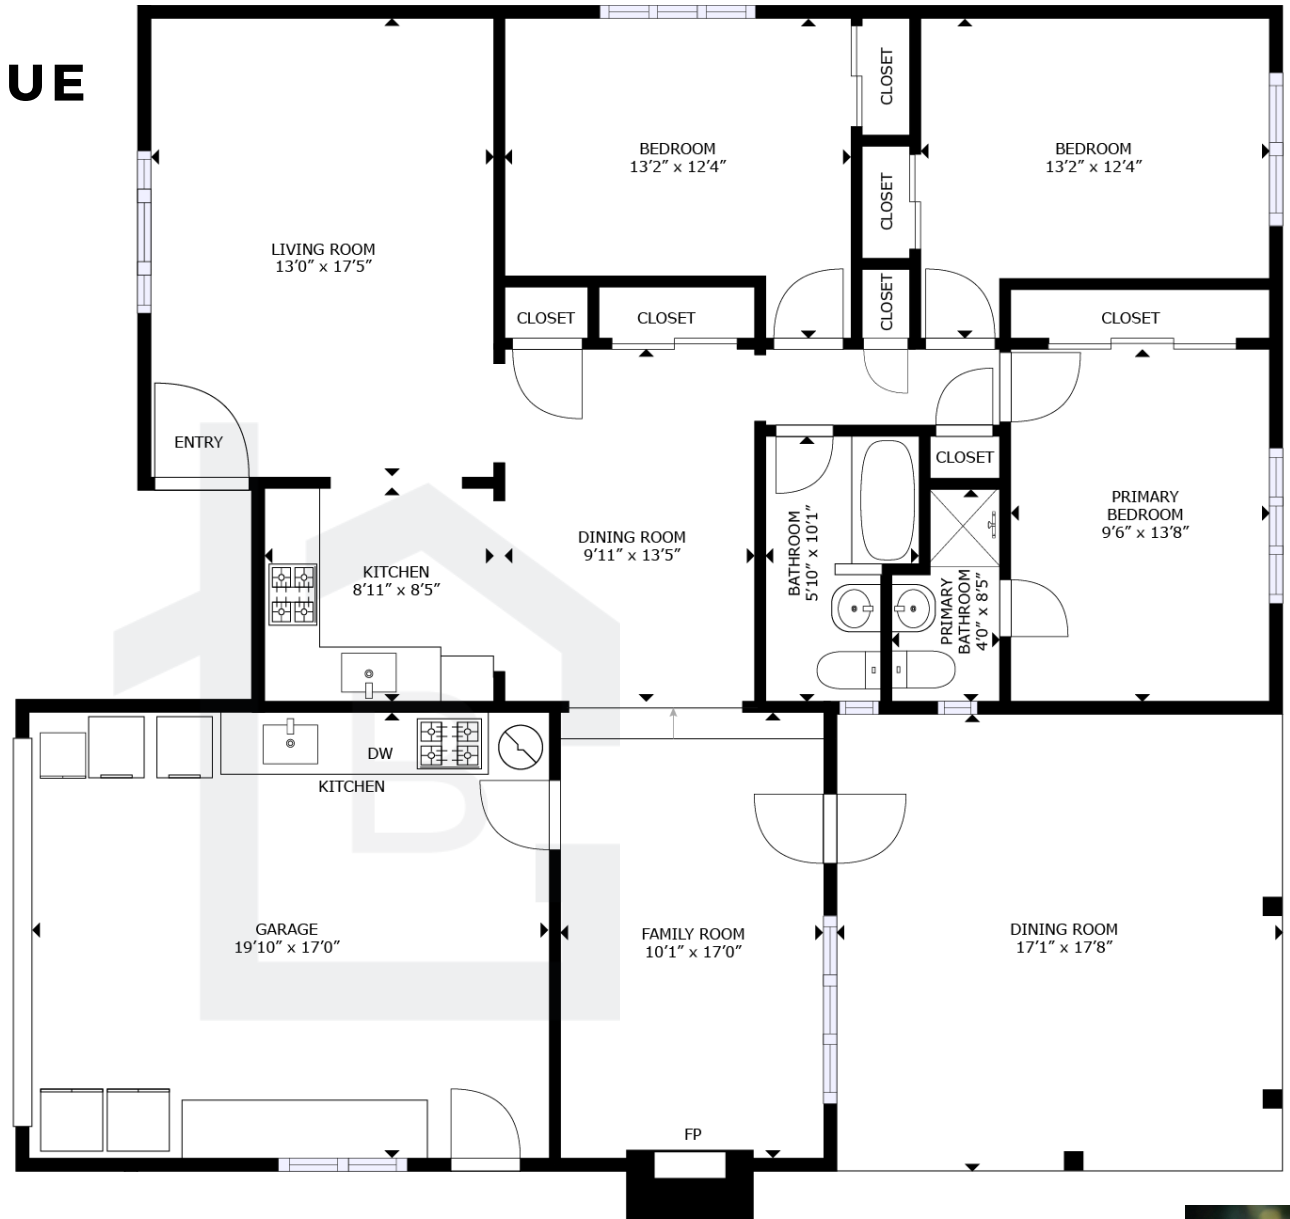 UE
LIVING ROOM
13'0" x 17'5"
BEDROOM
13'2" x 12'4"
CLOSET
CLOSET
CLOSET
BEDROOM
13'2" x 12'4"
CLOSET
CLOSET
CLOSET
ENTRY
CLOSET
PRIMARY
BEDROOM
9'6" x 13'8"
KITCHEN
8'11" x 8'5"
DINING ROOM
9'11" x 13'5"
BATHROOM
5'10" x 10'1"
PRIMARY
BATHROOM
4'0" x 8'5"
DW
KITCHEN
GARAGE
19'10" x 17'0"
FAMILY ROOM
10'1" x 17'0"
DINING ROOM
17'1" x 17'8"
FP
B